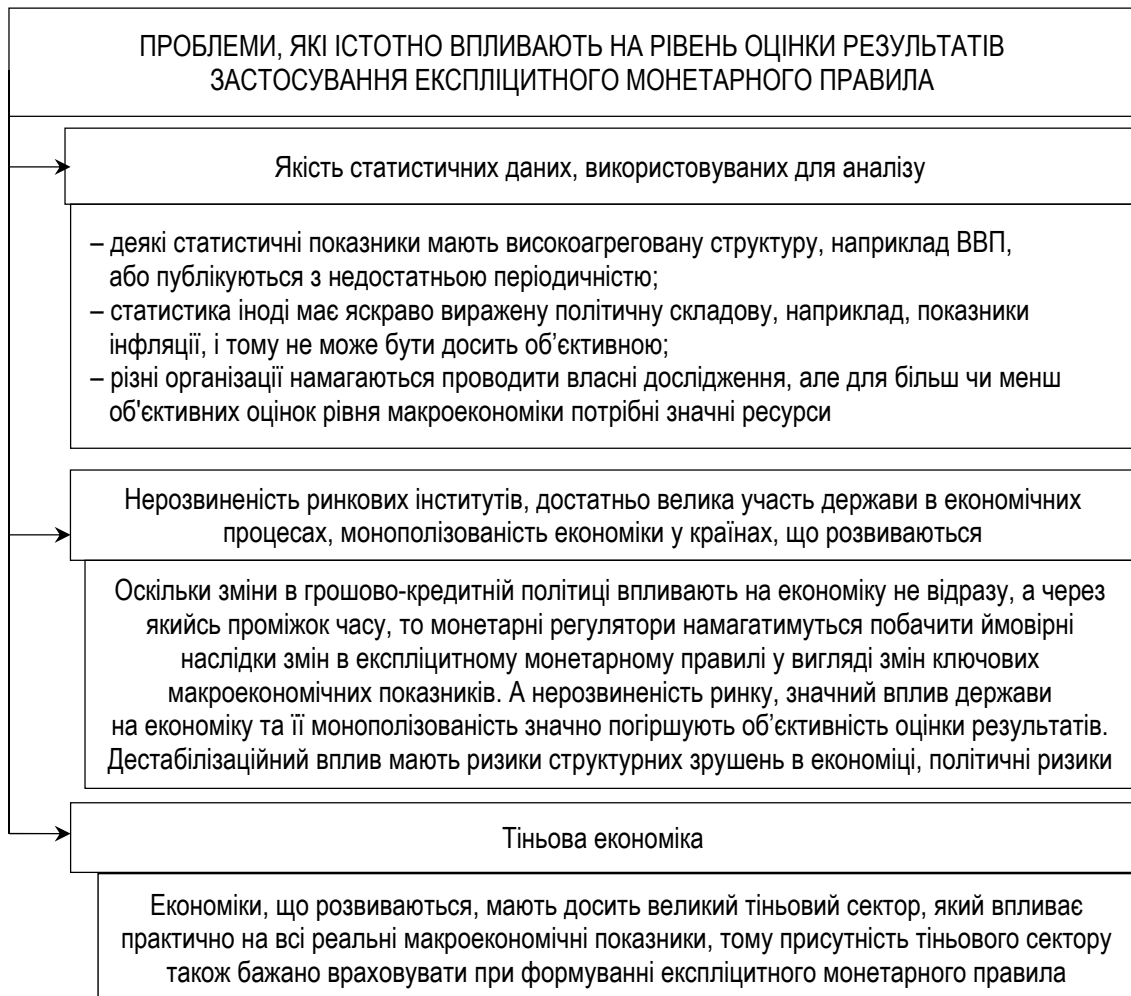 ПРОБЛЕМИ, ЯКІ ІСТОТНО ВПЛИВАЮТЬ НА РІВЕНЬ ОЦІНКИ РЕЗУЛЬТАТІВ
ЗАСТОСУВАННЯ ЕКСПЛІЦИТНОГО МОНЕТАРНОГО ПРАВИЛА
Якість статистичних даних, використовуваних для аналізу
– деякі статистичні показники мають високоагреговану структуру, наприклад ВВП,
або публікуються з недостатньою періодичністю;
– статистика іноді має яскраво виражену політичну складову, наприклад, показники
інфляції, і тому не може бути досить об’єктивною;
– різні організації намагаються проводити власні дослідження, але для більш чи менш
об'єктивних оцінок рівня макроекономіки потрібні значні ресурси
Нерозвиненість ринкових інститутів, достатньо велика участь держави в економічних
процесах, монополізованість економіки у країнах, що розвиваються
Оскільки зміни в грошово-кредитній політиці впливають на економіку не відразу, а через
якийсь проміжок часу, то монетарні регулятори намагатимуться побачити ймовірні
наслідки змін в експліцитному монетарному правилі у вигляді змін ключових
макроекономічних показників. А нерозвиненість ринку, значний вплив держави
на економіку та її монополізованість значно погіршують об’єктивність оцінки результатів.
Дестабілізаційний вплив мають ризики структурних зрушень в економіці, політичні ризики
Тіньова економіка
Економіки, що розвиваються, мають досить великий тіньовий сектор, який впливає
практично на всі реальні макроекономічні показники, тому присутність тіньового сектору
також бажано враховувати при формуванні експліцитного монетарного правила